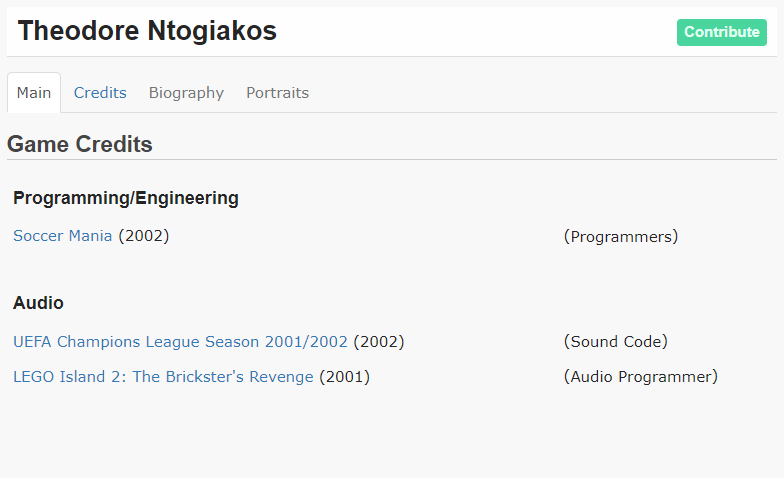 Theodore Ntogiakos
Contribute
Main Credits Biography Portraits
Game Credits
Programming/Engineering
Soccer Mania (2002) (Programmers)
Audio
UEFA Champions League Season 2001/2002 (2002) (Sound Code)
LEGO Island 2: The Brickster's Revenge (2001) (Audio Programmer)